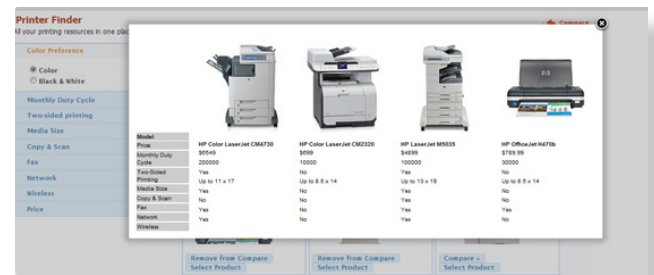 Printer Finder
All your printing resources in one plac
Compare
Color Preference
Color
Black & White
Monthly Duty Cycle
Two-sided printing
Media Size
Copy & Scan
Fax
Network
Wireless
Price
Model
HP Color LaserJet CM4730
HP Color LaserJet CM2320
HP LaserJet M5035
HP OfficeJet H470b
Price
$6549
$699
$4899
$789.99
Monthly Duty Cycle
200000
10000
100000
30000
Two-Sided Printing
Yes
No
Yes
No
Media Size
Up to 11 x 17
Up to 8.5 x 14
Up to 13 x 19
Up to 8.5 x 14
Copy & Scan
Yes
No
Yes
No
Fax
No
No
Yes
No
Network
Yes
No
Yes
Yes
Wireless
Yes
No
Yes
No
Remove from Compare
Select Product
Remove from Compare
Select Product
Compare
Select Product